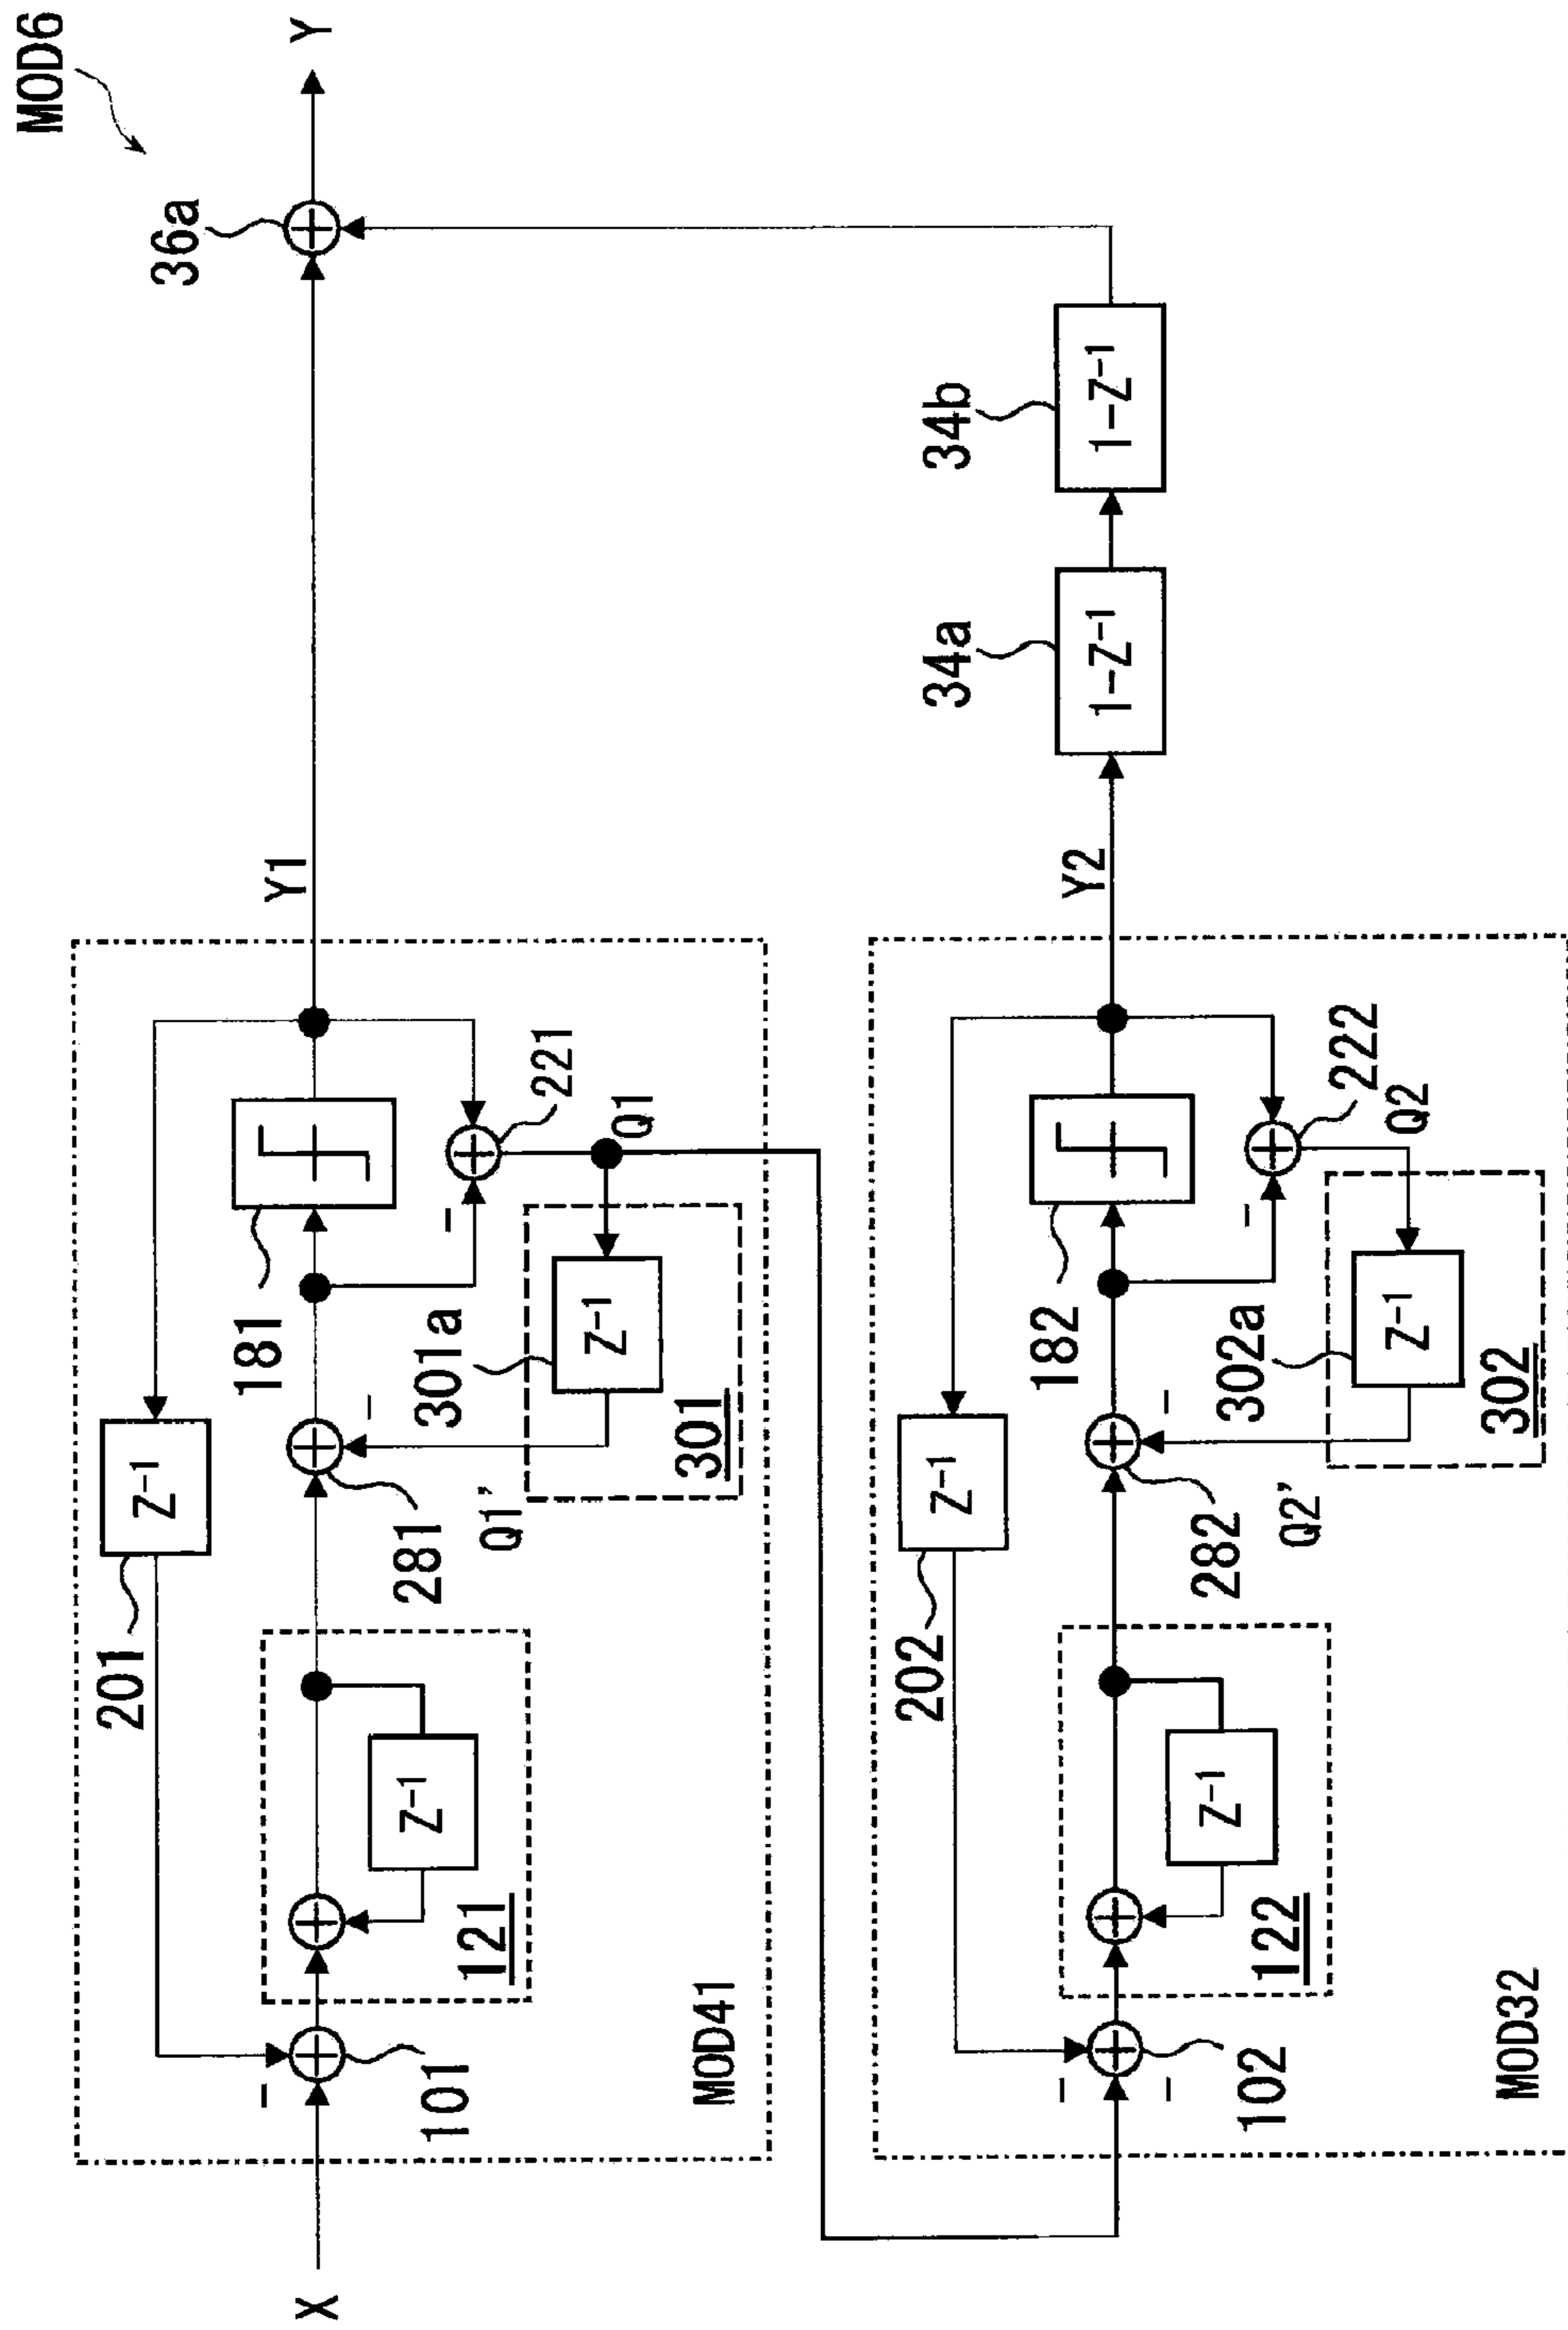 MOD6
X
101
201
Z⁻¹
121
Z⁻¹
281
Q1'
181
301a
Z⁻¹
301
221
Q1
Y1
36a
Y
MOD41
102
202
Z⁻¹
122
Z⁻¹
282
Q2'
182
302a
Z⁻¹
302
222
Q2
Y2
34a
1-Z⁻¹
34b
1-Z⁻¹
MOD32